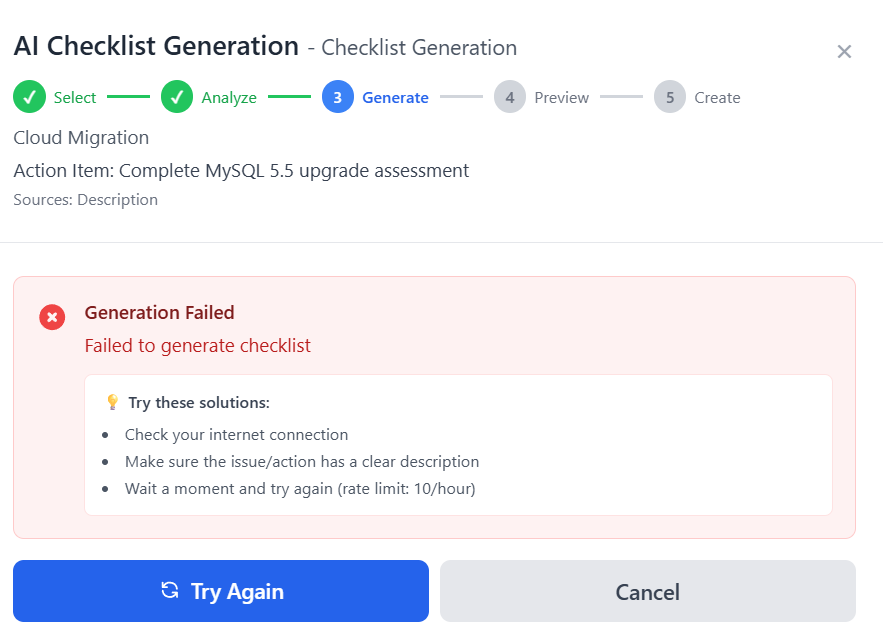 AI Checklist Generation - Checklist Generation
Select Analyze 3 Generate 4 Preview 5 Create
Cloud Migration
Action Item: Complete MySQL 5.5 upgrade assessment
Sources: Description
Generation Failed
Failed to generate checklist
💡 Try these solutions:
• Check your internet connection
• Make sure the issue/action has a clear description
• Wait a moment and try again (rate limit: 10/hour)
Try Again Cancel